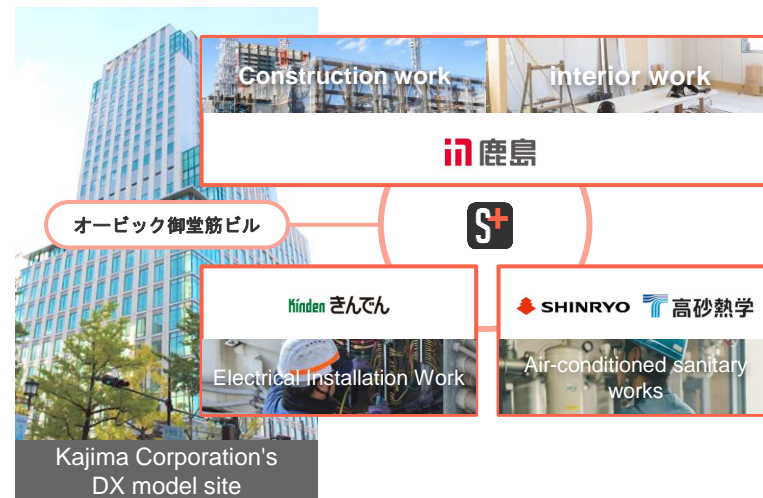 Construction work
interior work
鹿島
S+
オービック御堂筋ビル
Kinden きんでん
SHINRYO 高砂熱学
Electrical Installation Work
Air-conditioned sanitary
works
Kajima Corporation's
DX model site